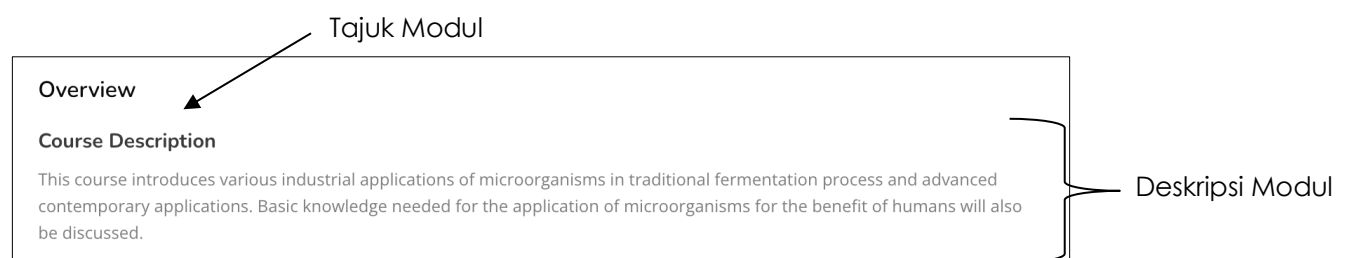 Tajuk Modul
Overview
Course Description
This course introduces various industrial applications of microorganisms in traditional fermentation process and advanced
contemporary applications. Basic knowledge needed for the application of microorganisms for the benefit of humans will also
be discussed.
Deskripsi Modul